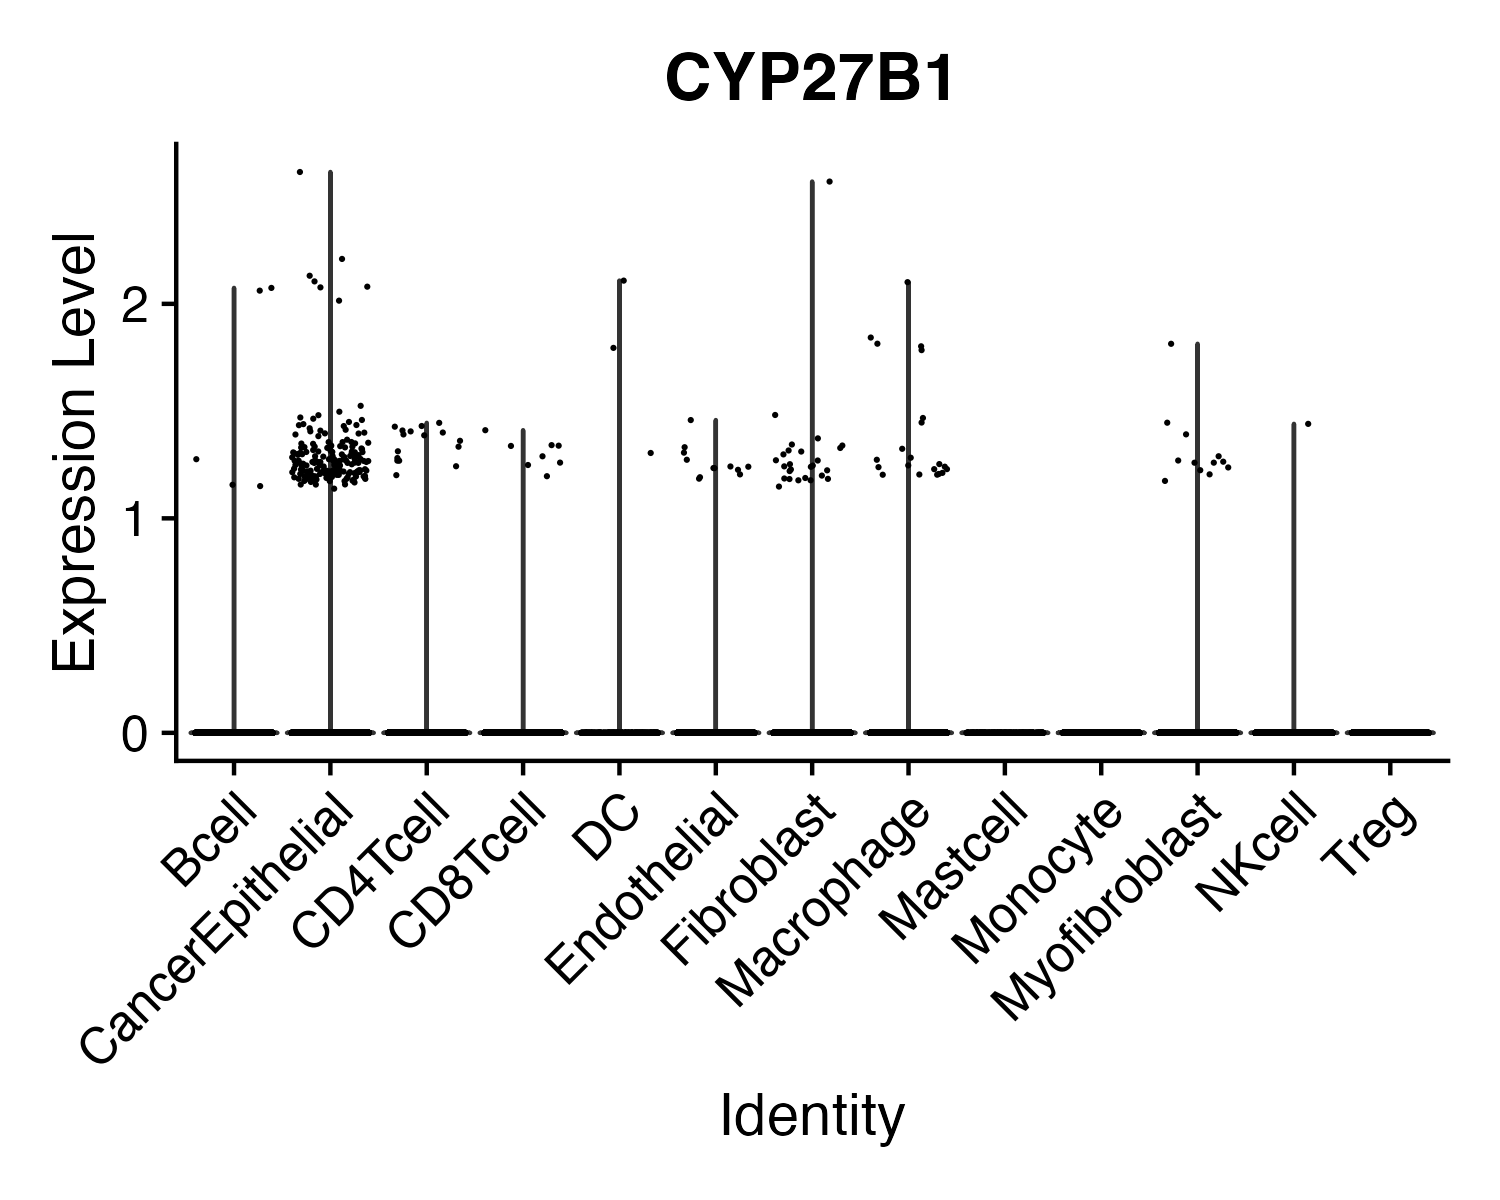 CYP27B1
Expression Level
2
1
0
Bcell
CancerEpithelial
CD4Tcell
CD8Tcell
DC
Endothelial
Fibroblast
Macrophage
Mastcell
Monocyte
Myofibroblast
NKcell
Treg
Identity